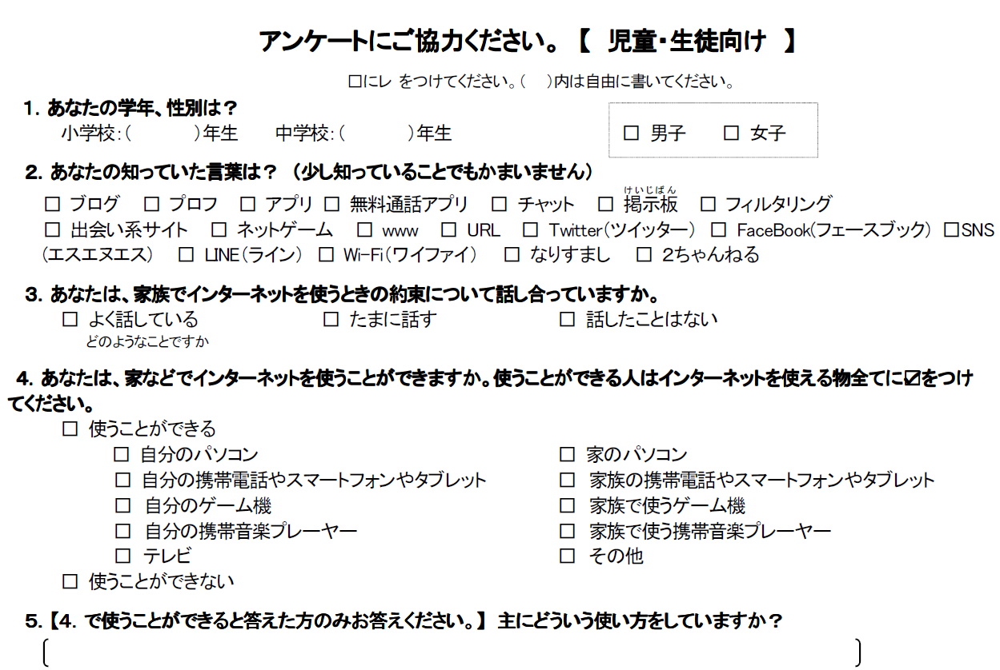 アンケートにご協力ください。【　児童・生徒向け　】
□にレ をつけてください。（　　）内は自由に書いてください。
１．あなたの学年、性別は？
小学校：（　　　　）年生　　中学校：（　　　　）年生　　□ 男子　　□ 女子
２．あなたの知っていた言葉は？　（少し知っていることでもかまいません）
けいじばん
□ ブログ　□ プロフ　□ アプリ □ 無料通話アプリ　□ チャット　□ 掲示板　□ フィルタリング
□ 出会い系サイト　□ ネットゲーム　□ www　□ URL　□ Twitter（ツイッター） □ FaceBook(フェースブック) □SNS
（エスエヌエス）　□ LINE（ライン） □ Wi-Fi（ワイファイ）　□ なりすまし　□ ２ちゃんねる
３．あなたは、家族でインターネットを使うときの約束について話し合っていますか。
□ よく話している　　□ たまに話す　　□ 話したことはない
どのようなことですか
４．あなたは、家などでインターネットを使うことができますか。使うことができる人はインターネットを使える物全てに☑をつけ
てください。
□ 使うことができる
□ 自分のパソコン　　□ 家のパソコン
□ 自分の携帯電話やスマートフォンやタブレット　　□ 家族の携帯電話やスマートフォンやタブレット
□ 自分のゲーム機　　□ 家族で使うゲーム機
□ 自分の携帯音楽プレーヤー　　□ 家族で使う携帯音楽プレーヤー
□ テレビ　　□ その他
□ 使うことができない
５．【４．で使うことができると答えた方のみお答えください。】　主にどういう使い方をしていますか？